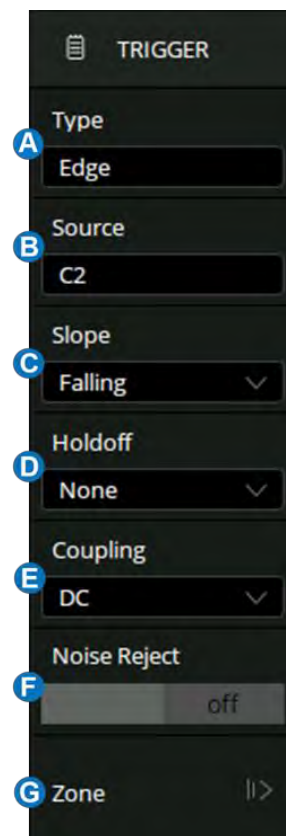 TRIGGER
Type
A
Edge
Source
B
C2
Slope
C
Falling
Holdoff
D
None
Coupling
E
DC
Noise Reject
F
off
G Zone